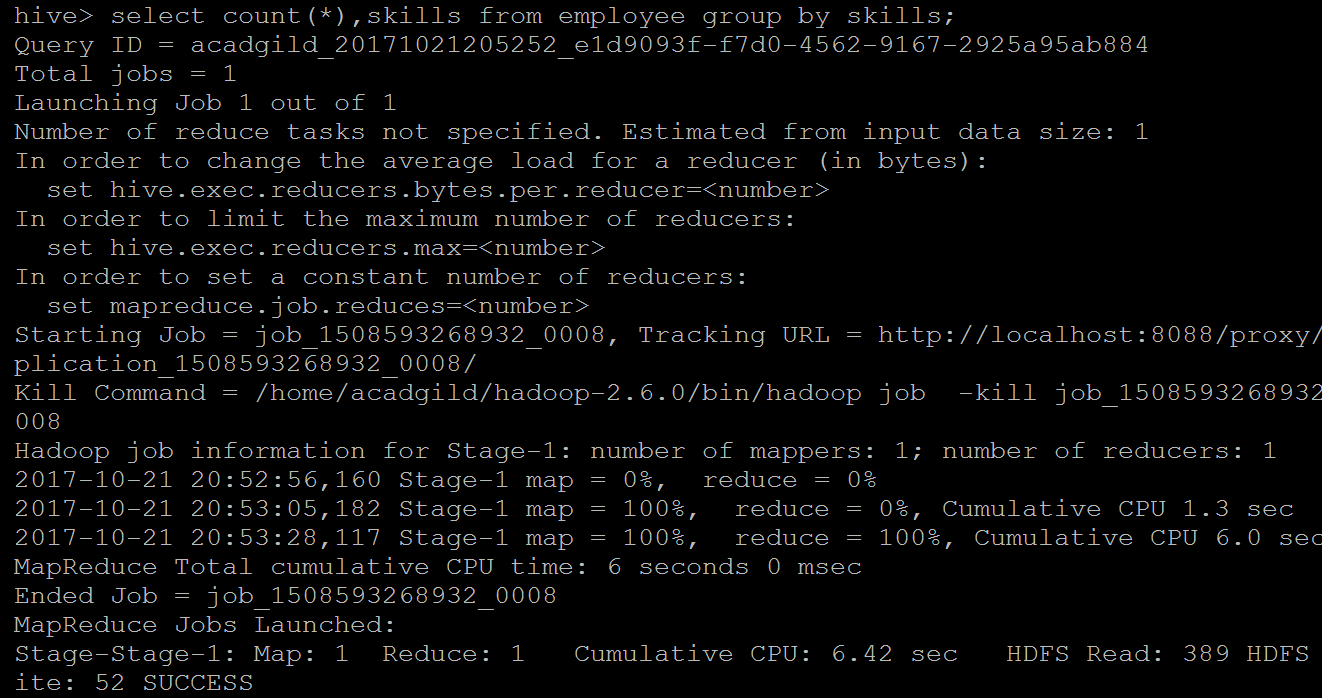 hive> select count(*),skills from employee group by skills;
Query ID = acadgild_20171021205252_e1d9093f-f7d0-4562-9167-2925a95ab884
Total jobs = 1
Launching Job 1 out of 1
Number of reduce tasks not specified. Estimated from input data size: 1
In order to change the average load for a reducer (in bytes):
  set hive.exec.reducers.bytes.per.reducer=<number>
In order to limit the maximum number of reducers:
  set hive.exec.reducers.max=<number>
In order to set a constant number of reducers:
  set mapreduce.job.reduces=<number>
Starting Job = job_1508593268932_0008, Tracking URL = http://localhost:8088/proxy/
plication_1508593268932_0008/
Kill Command = /home/acadgild/hadoop-2.6.0/bin/hadoop job  -kill job_1508593268932
008
Hadoop job information for Stage-1: number of mappers: 1; number of reducers: 1
2017-10-21 20:52:56,160 Stage-1 map = 0%,  reduce = 0%
2017-10-21 20:53:05,182 Stage-1 map = 100%,  reduce = 0%, Cumulative CPU 1.3 sec
2017-10-21 20:53:28,117 Stage-1 map = 100%,  reduce = 100%, Cumulative CPU 6.0 sec
MapReduce Total cumulative CPU time: 6 seconds 0 msec
Ended Job = job_1508593268932_0008
MapReduce Jobs Launched:
Stage-Stage-1: Map: 1  Reduce: 1   Cumulative CPU: 6.42 sec   HDFS Read: 389 HDFS
ite: 52 SUCCESS